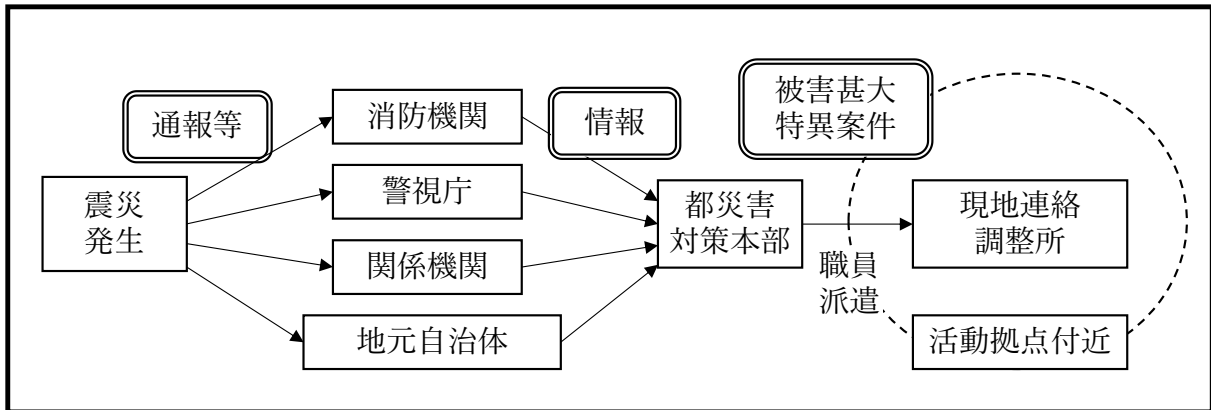 通報等
震災
発生
消防機関
警視庁
関係機関
地元自治体
情報
都災害
対策本部
被害甚大
特異案件
職員
派遣
現地連絡
調整所
活動拠点付近